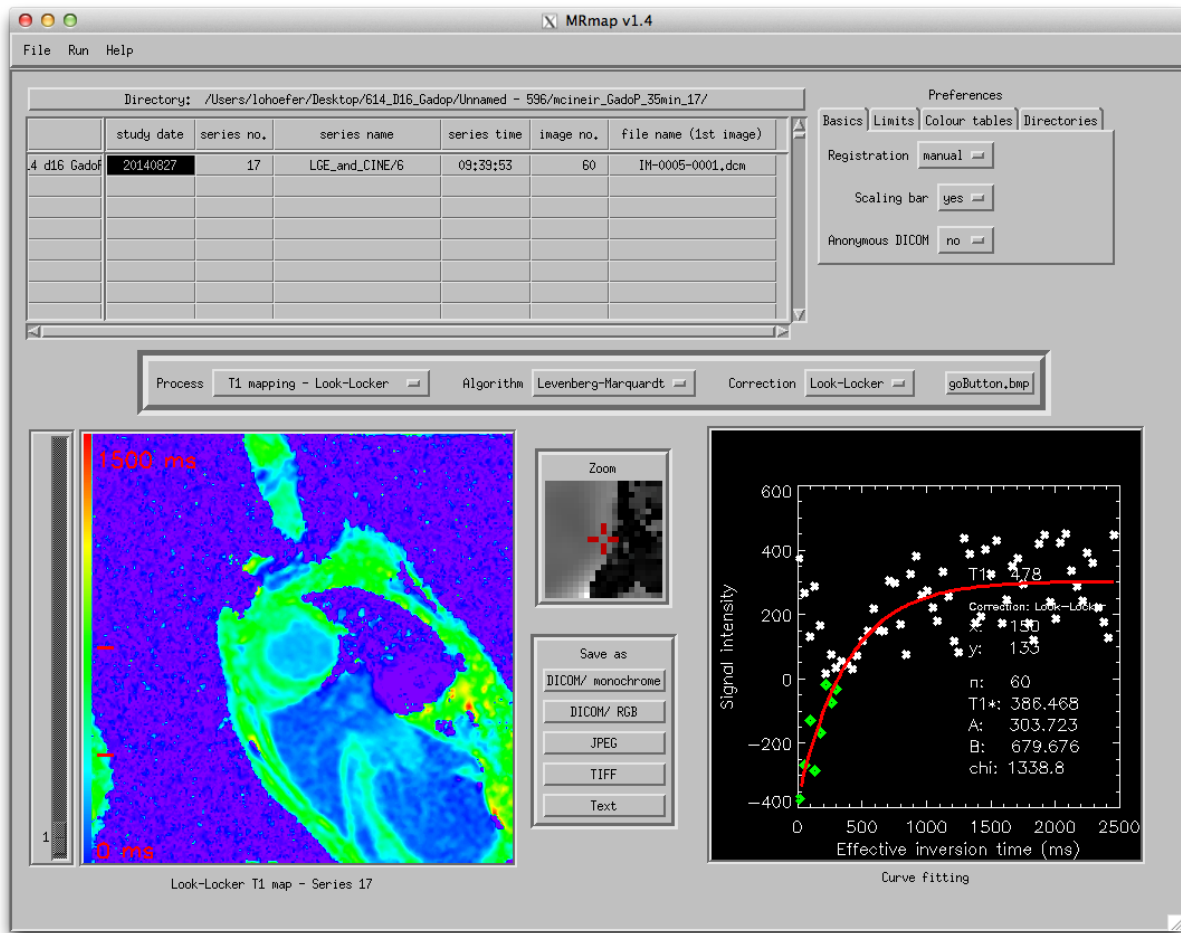 MRmap v1.4
File Run Help
Directory: /Users/lohoefer/Desktop/614_D16_Gadop/Unnamed - 596/mcineir_GadoP_35min_17/
study date series no. series name series time image no. file name (1st image)
.4 d16 Gadof 20140827 17 LGE_and_CINE/6 09:39:53 60 IM-0005-0001.dcm
Preferences
Basics Limits Colour tables Directories
Registration manual
Scaling bar yes
Anonymous DICOM no
Process T1 mapping - Look-Locker Algorithm Levenberg-Marquardt Correction Look-Locker goButton.bmp
1
1500 ms
0 ms
Look-Locker T1 map - Series 17
Zoom
Save as
DICOM/ monochrome
DICOM/ RGB
JPEG
TIFF
Text
600
400
200
0
-200
-400
Signal intensity
T1: 478
Correction: Look-Locker
x: 150
y: 133
n: 60
T1*: 386.468
A: 303.723
B: 679.676
chi: 1338.8
0 500 1000 1500 2000 2500
Effective inversion time (ms)
Curve fitting